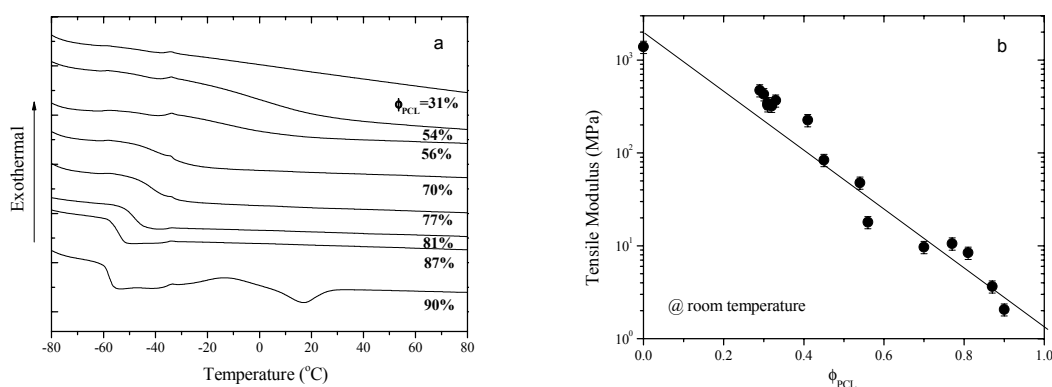 a
Exothermal
ϕPCL =31%
54%
56%
70%
77%
81%
87%
90%
-80 -60 -40 -20 0 20 40 60 80
Temperature (°C)
b
Tensile Modulus (MPa)
10³
10²
10¹
10⁰
@ room temperature
0.0 0.2 0.4 0.6 0.8 1.0
ϕPCL